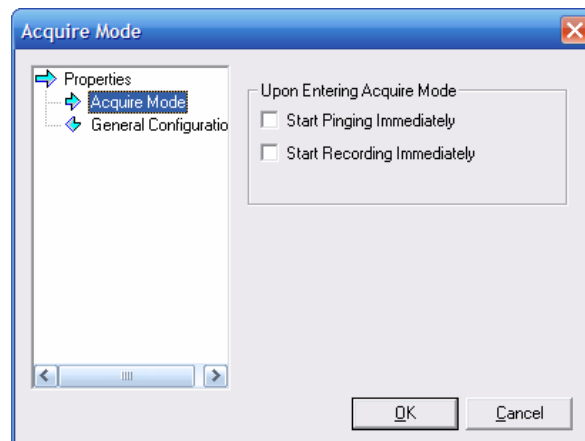 Acquire Mode
Properties
Acquire Mode
General Configuratio
Upon Entering Acquire Mode
Start Pinging Immediately
Start Recording Immediately
OK
Cancel